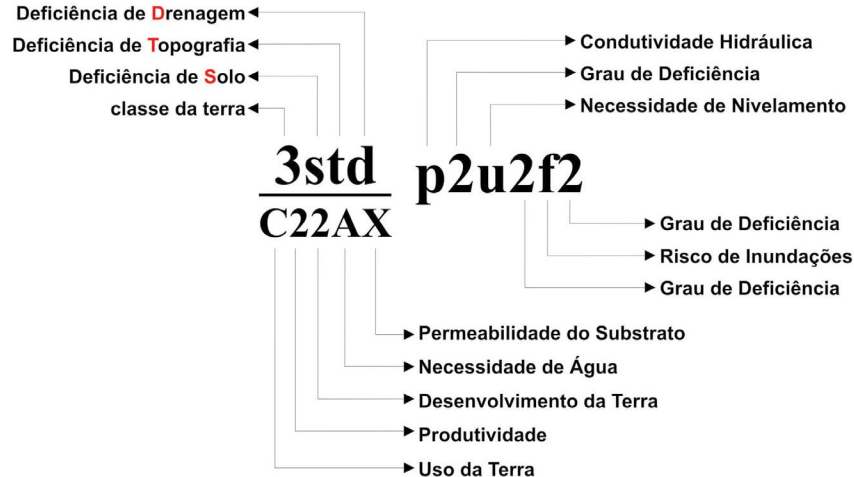 Deficiência de Drenagem
Deficiência de Topografia
Deficiência de Solo
classe da terra
3std
C22AX
p2u2f2
Condutividade Hidráulica
Grau de Deficiência
Necessidade de Nivelamento
Grau de Deficiência
Risco de Inundações
Grau de Deficiência
Permeabilidade do Substrato
Necessidade de Água
Desenvolvimento da Terra
Produtividade
Uso da Terra